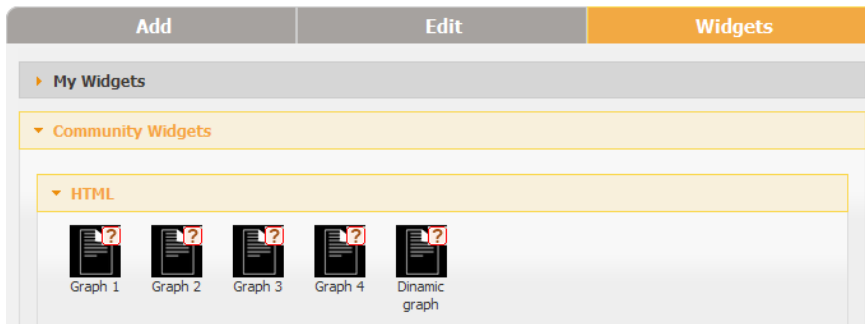 Add Edit Widgets
My Widgets
Community Widgets
HTML
? ? ? ? ?
Graph 1 Graph 2 Graph 3 Graph 4 Dinamic
graph